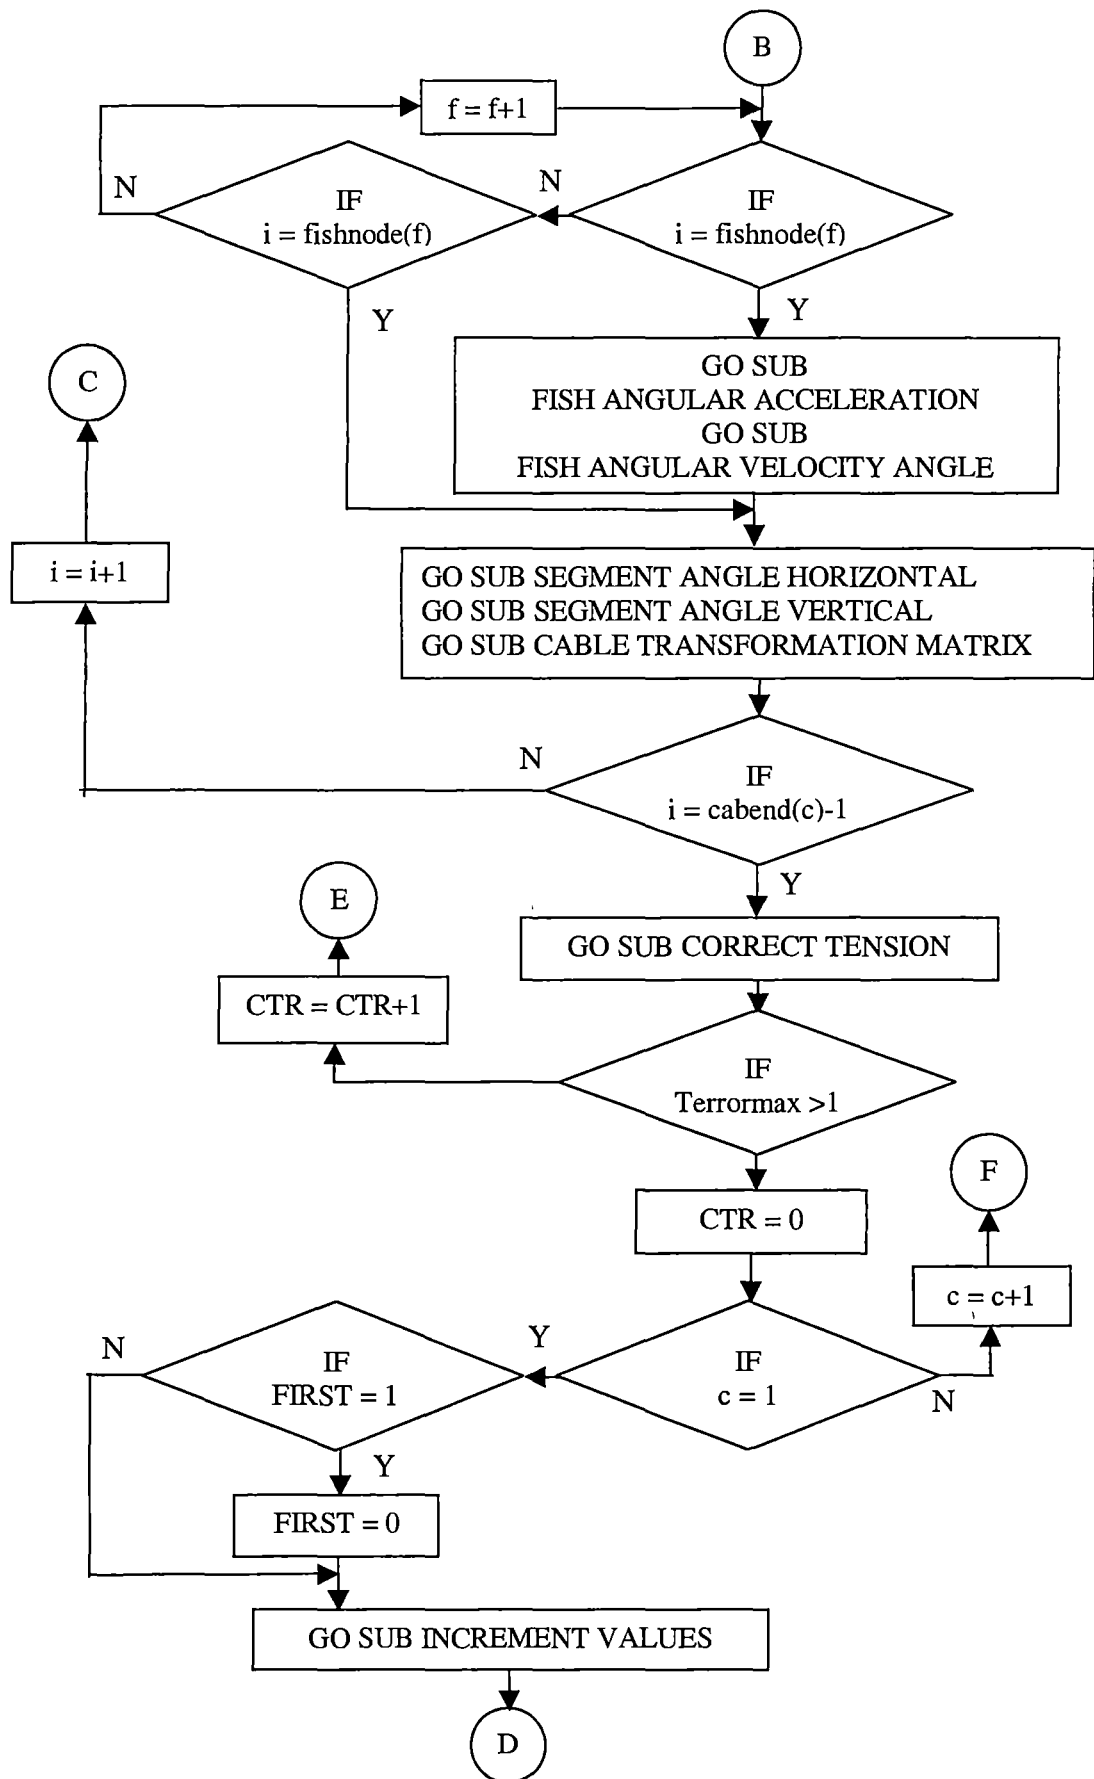 B
f = f+1
N
IF
i = fishnode(f)
N
IF
i = fishnode(f)
Y
Y
GO SUB
FISH ANGULAR ACCELERATION
GO SUB
FISH ANGULAR VELOCITY ANGLE
C
i = i+1
GO SUB SEGMENT ANGLE HORIZONTAL
GO SUB SEGMENT ANGLE VERTICAL
GO SUB CABLE TRANSFORMATION MATRIX
N
IF
i = cabend(c)-1
Y
E
GO SUB CORRECT TENSION
CTR = CTR+1
IF
Terrormax >1
F
CTR = 0
c = c+1
N
IF
FIRST = 1
Y
IF
c = 1
N
Y
FIRST = 0
GO SUB INCREMENT VALUES
D